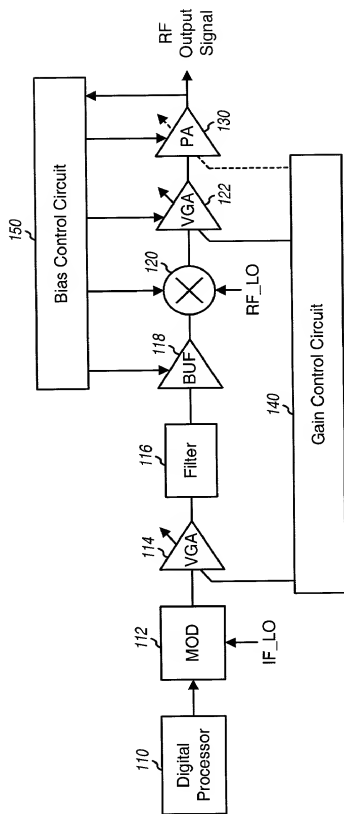 150
Bias Control Circuit
RF
Output
Signal
110
Digital
Processor
112
MOD
IF_LO
114
VGA
116
Filter
118
BUF
120
RF_LO
122
VGA
130
PA
140
Gain Control Circuit